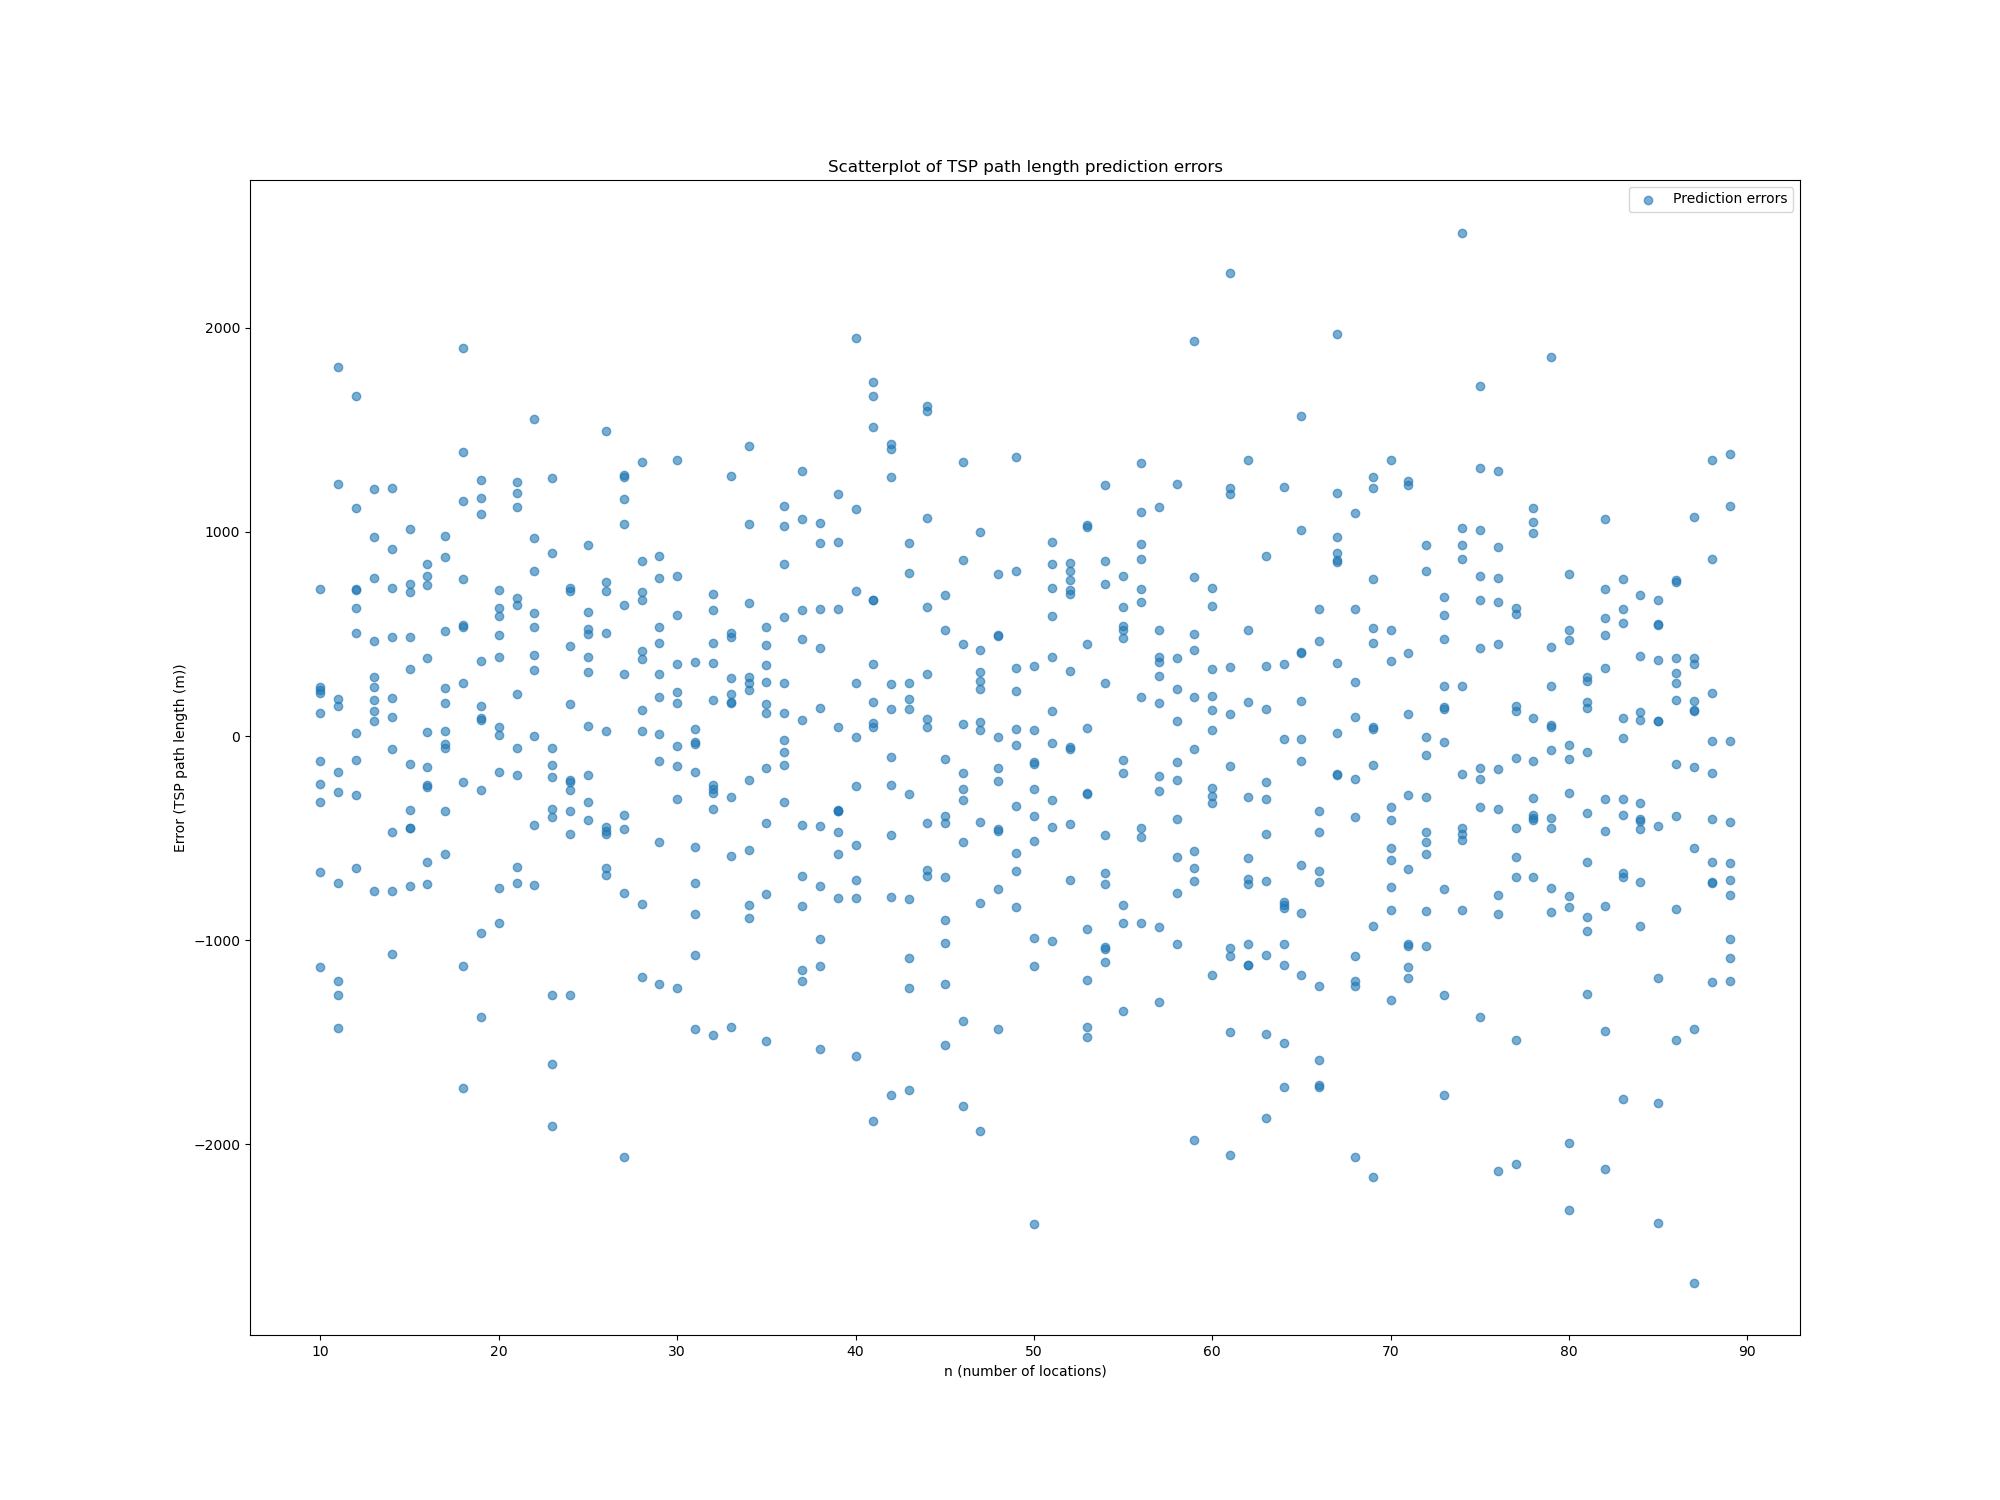 Scatterplot of TSP path length prediction errors
Prediction errors
Error (TSP path length (m))
2000
1000
0
−1000
−2000
10 20 30 40 50 60 70 80 90
n (number of locations)